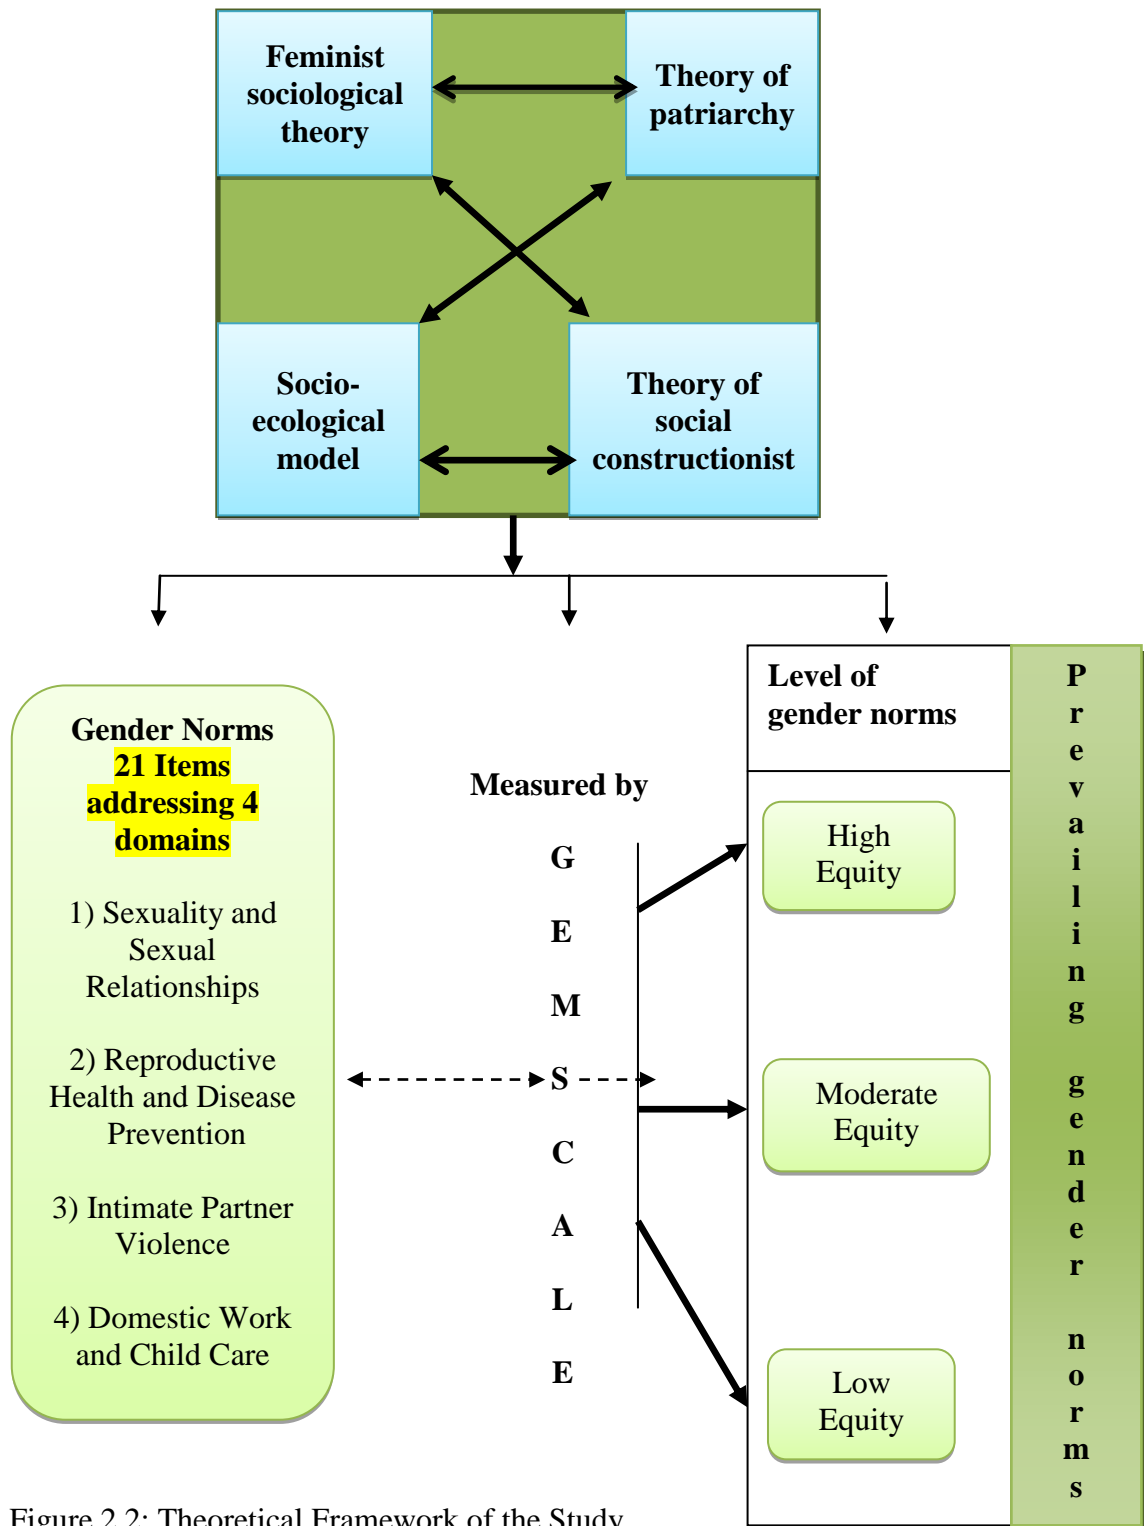 Feminist
sociological
theory
Theory of
patriarchy
Socio-
ecological
model
Theory of
social
constructionist
Gender Norms
21 Items
addressing 4
domains
1) Sexuality and
Sexual
Relationships
2) Reproductive
Health and Disease
Prevention
3) Intimate Partner
Violence
4) Domestic Work
and Child Care
Measured by
G
E
M
S
C
A
L
E
Level of
gender norms
High
Equity
Moderate
Equity
Low
Equity
P
r
e
v
a
i
l
i
n
g
g
e
n
d
e
r
n
o
r
m
s
Figure 2.2: Theoretical Framework of the Study